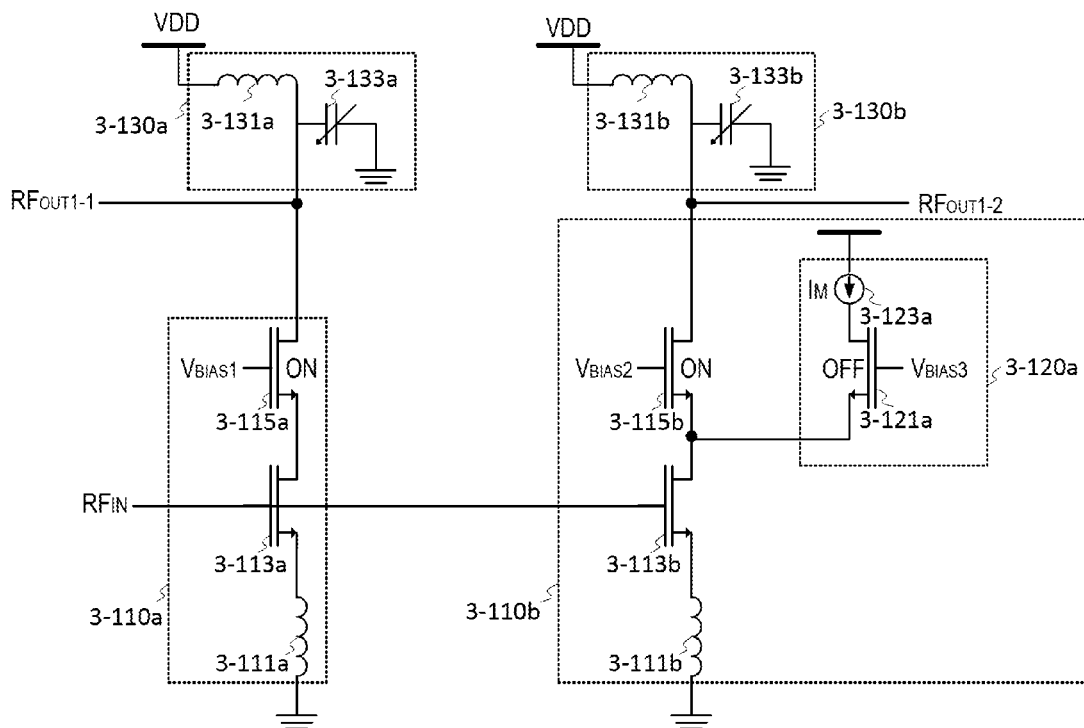 VDD
VDD
3-133a
3-133b
3-130a
3-131a
3-131b
3-130b
RFOUT1-1
RFOUT1-2
IM
3-123a
VBIAS1
ON
VBIAS2
ON
OFF
VBIAS3
3-120a
3-115a
3-115b
3-121a
RFIN
3-113a
3-113b
3-110a
3-110b
3-111a
3-111b